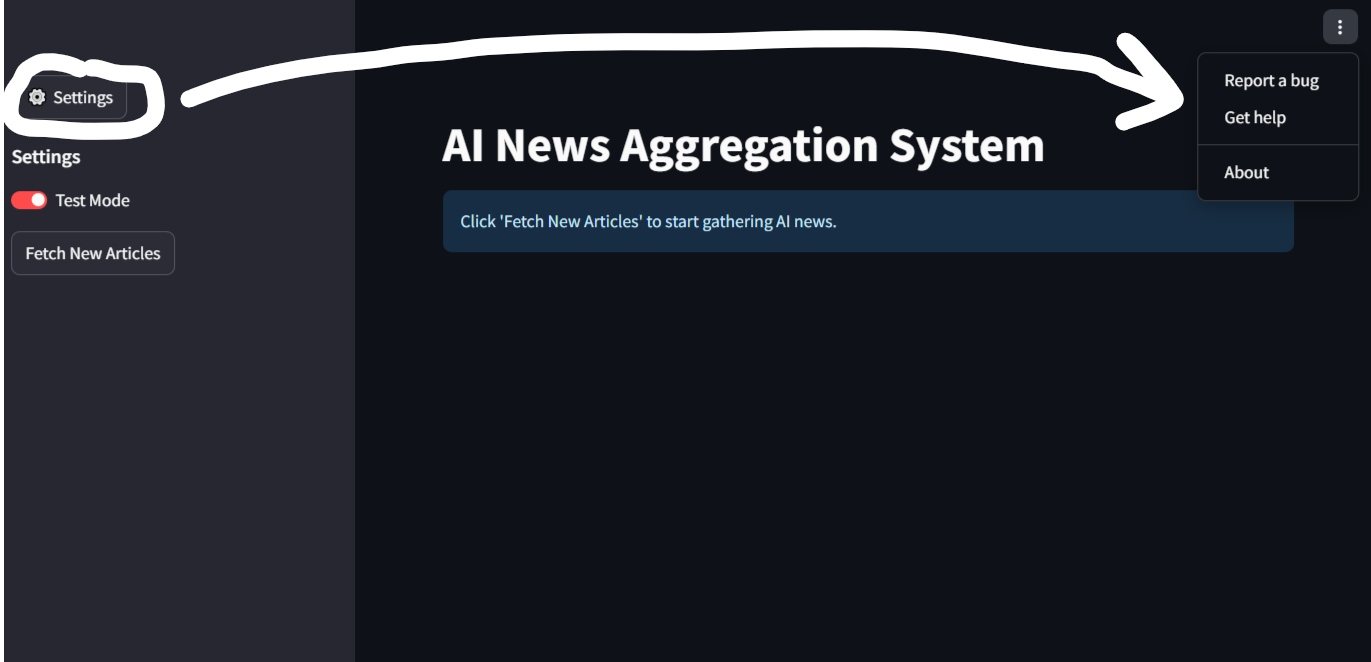 Settings
Settings
Test Mode
Fetch New Articles
AI News Aggregation System
Click 'Fetch New Articles' to start gathering AI news.
Report a bug
Get help
About